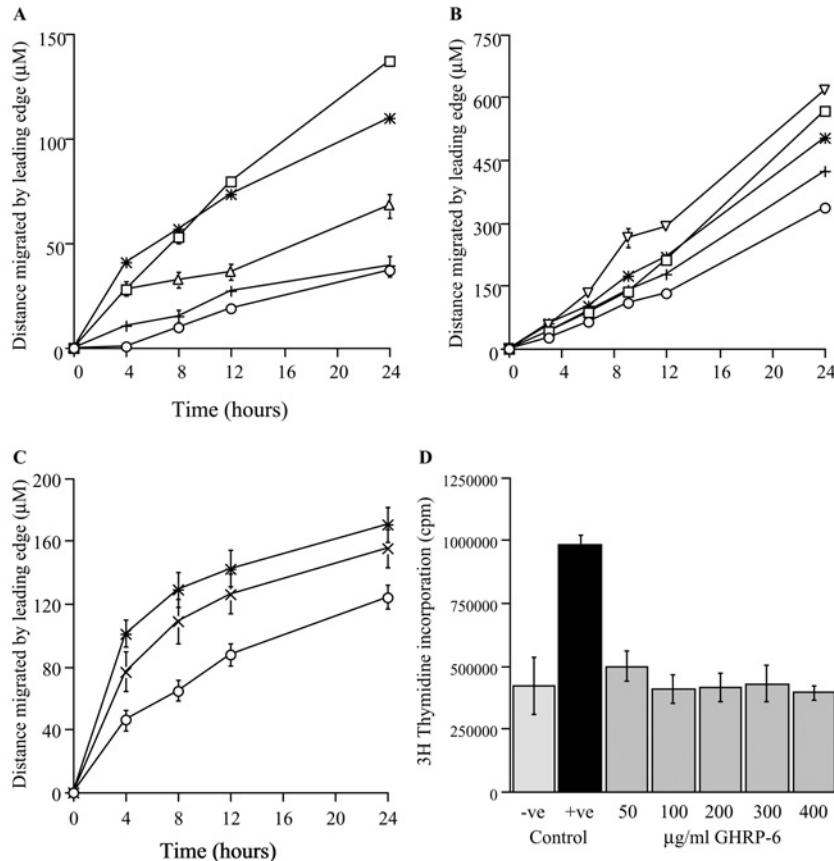 A
Distance migrated by leading edge (µM)
150
100
50
0
0 4 8 12 16 20 24
Time (hours)
B
Distance migrated by leading edge (µM)
750
600
450
300
150
0
0 4 8 12 16 20 24
C
Distance migrated by leading edge (µM)
200
160
120
80
40
0
0 4 8 12 16 20 24
Time (hours)
D
3H Thymidine incorporation (cpm)
1250000
1000000
750000
500000
250000
0
-ve +ve 50 100 200 300 400
Control µg/ml GHRP-6